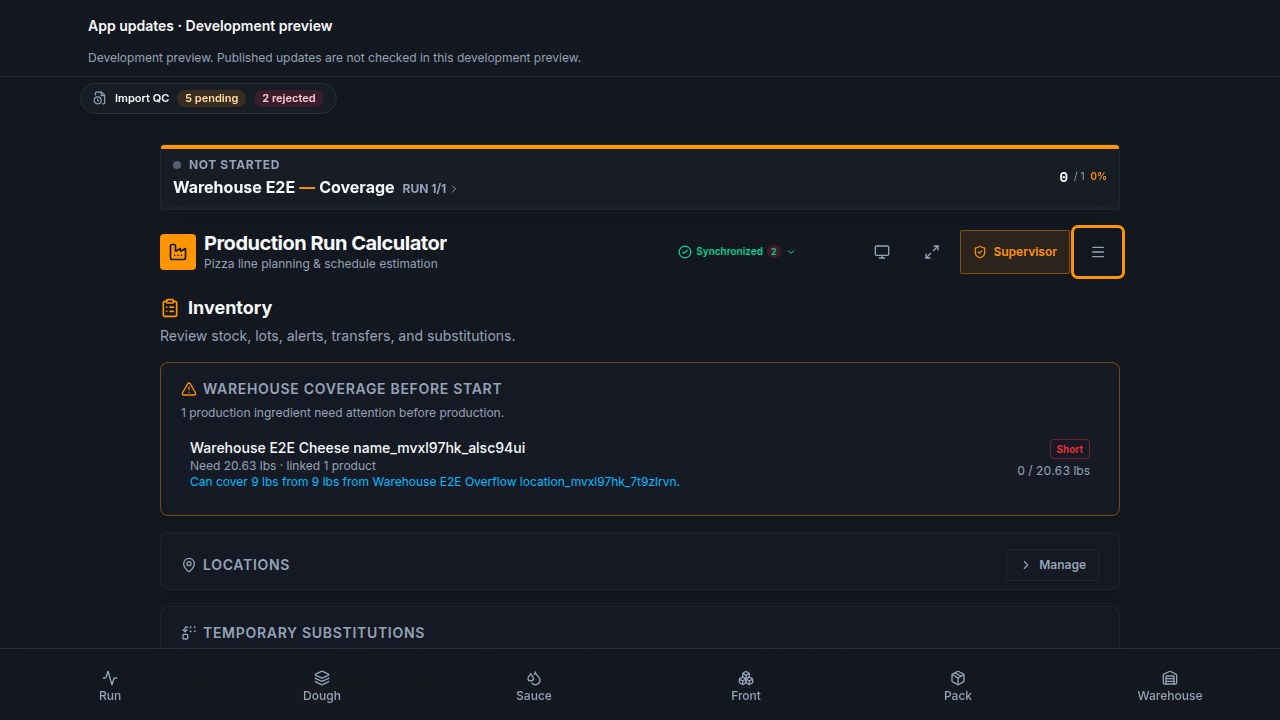 App updates · Development preview
Development preview. Published updates are not checked in this development preview.
Import QC 5 pending 2 rejected
NOT STARTED
Warehouse E2E — Coverage RUN 1/1
0 / 1 0%
Production Run Calculator
Pizza line planning & schedule estimation
Synchronized 2
Supervisor
Inventory
Review stock, lots, alerts, transfers, and substitutions.
WAREHOUSE COVERAGE BEFORE START
1 production ingredient need attention before production.
Warehouse E2E Cheese name_mvxl97hk_alsc94ui
Short
Need 20.63 lbs · linked 1 product
0 / 20.63 lbs
Can cover 9 lbs from 9 lbs from Warehouse E2E Overflow location_mvxl97hk_7t9zlrvn.
LOCATIONS
Manage
TEMPORARY SUBSTITUTIONS
Run Dough Sauce Front Pack Warehouse